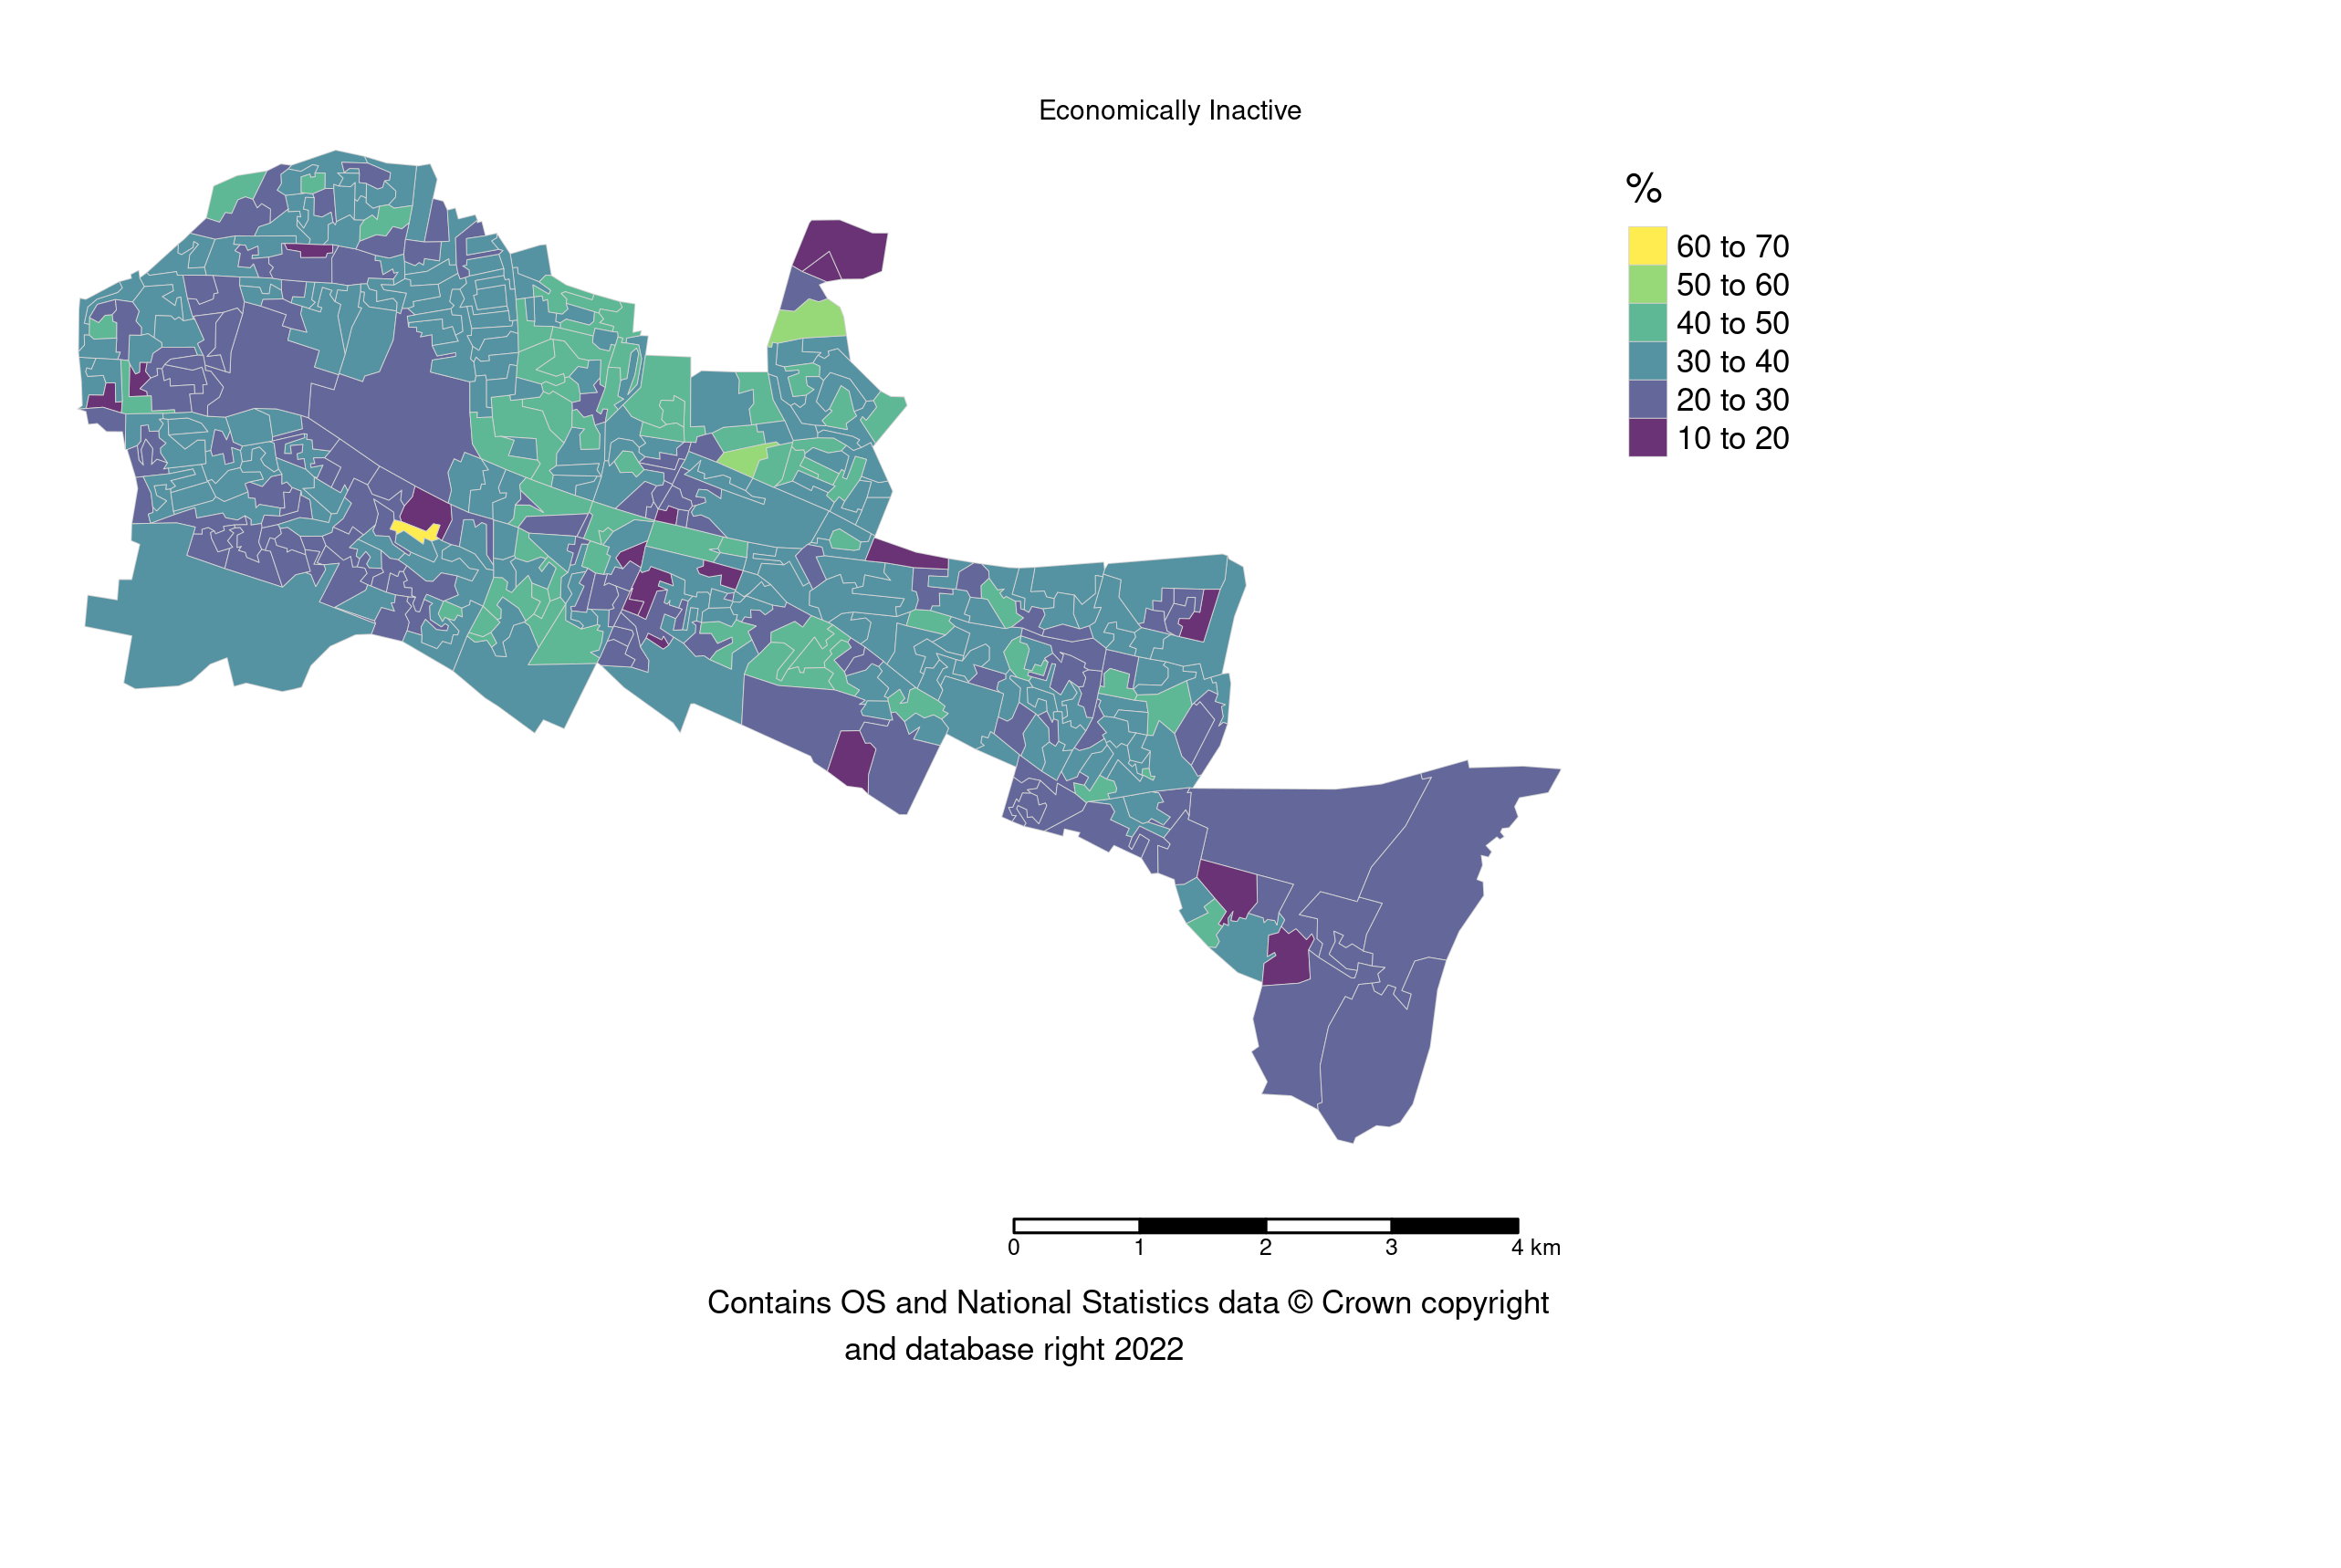 Economically Inactive
%
60 to 70
50 to 60
40 to 50
30 to 40
20 to 30
10 to 20
0 1 2 3 4 km
Contains OS and National Statistics data © Crown copyright
and database right 2022